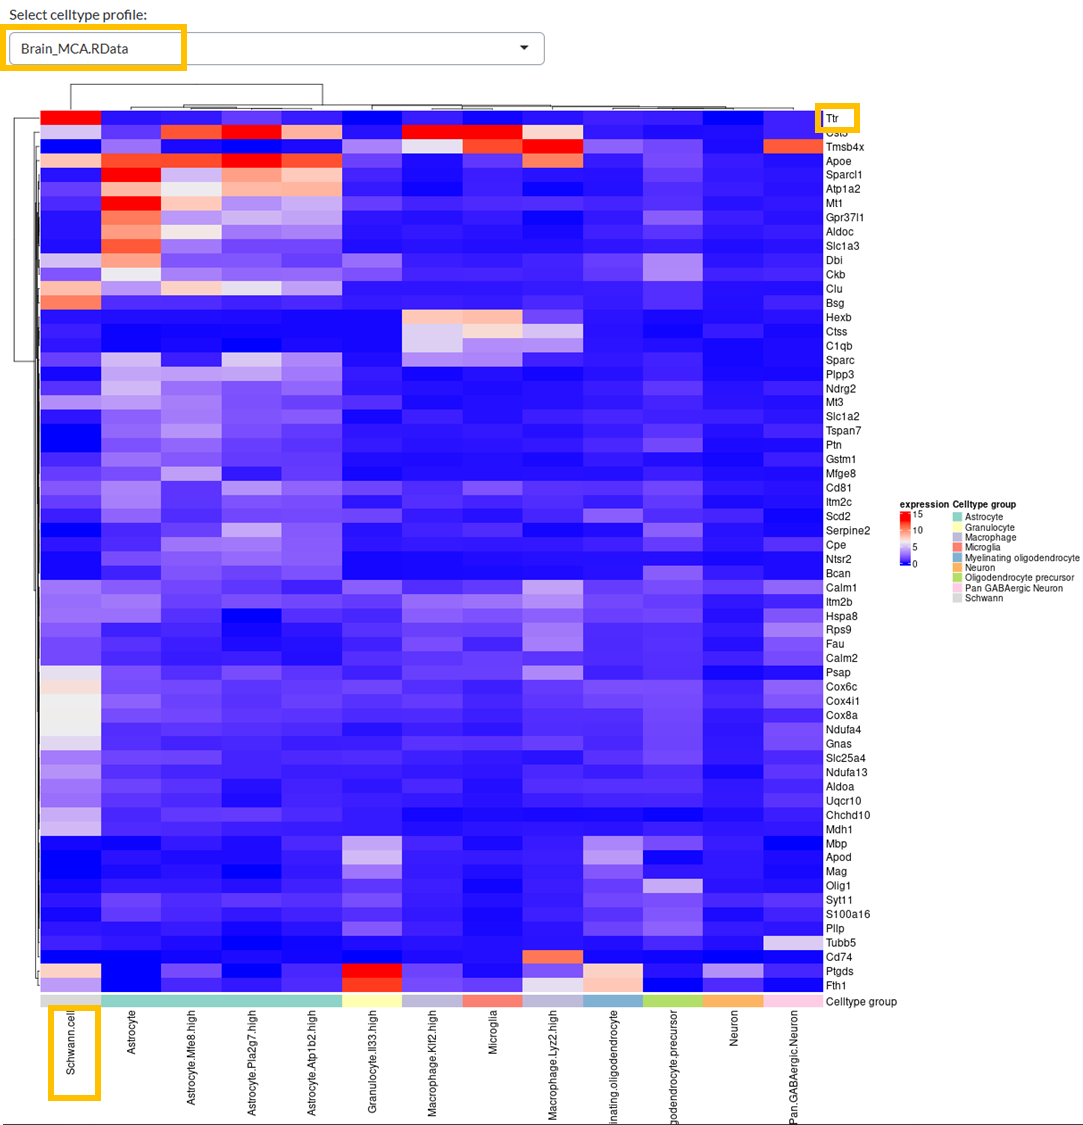 Select celltype profile:
Brain_MCA.RData
Ttr
Tmsb4x
Apoe
Sparcl1
Atp1a2
Mt1
Gpr37l1
Aldoc
Slc1a3
Dbi
Ckb
Clu
Bsg
Hexb
Ctss
C1qb
Sparc
Plpp3
Ndrg2
Mt3
Slc1a2
Tspan7
Ptn
Gstm1
Mfge8
Cd81
Itm2c
Scd2
Serpine2
Cpe
Ntsr2
Bcan
Calm1
Itm2b
Hspa8
Rps9
Fau
Calm2
Psap
Cox6c
Cox4i1
Cox8a
Ndufa4
Gnas
Slc25a4
Ndufa13
Aldoa
Uqcr10
Chchd10
Mdh1
Mbp
Apod
Mag
Olig1
Syt11
S100a16
Pllp
Tubb5
Cd74
Ptgds
Fth1
Celltype group
expression
15
10
5
0
Celltype group
Astrocyte
Granulocyte
Macrophage
Microglia
Myelinating oligodendrocyte
Neuron
Oligodendrocyte precursor
Pan GABAergic Neuron
Schwann
Schwann.cell
Astrocyte
Astrocyte.Mfe8.high
Astrocyte.Pla2g7.high
Astrocyte.Atp1b2.high
Granulocyte.Il33.high
Macrophage.Klf2.high
Microglia
Macrophage.Lyz2.high
inating.oligodendrocyte
godendrocyte.precursor
Neuron
Pan.GABAergic.Neuron